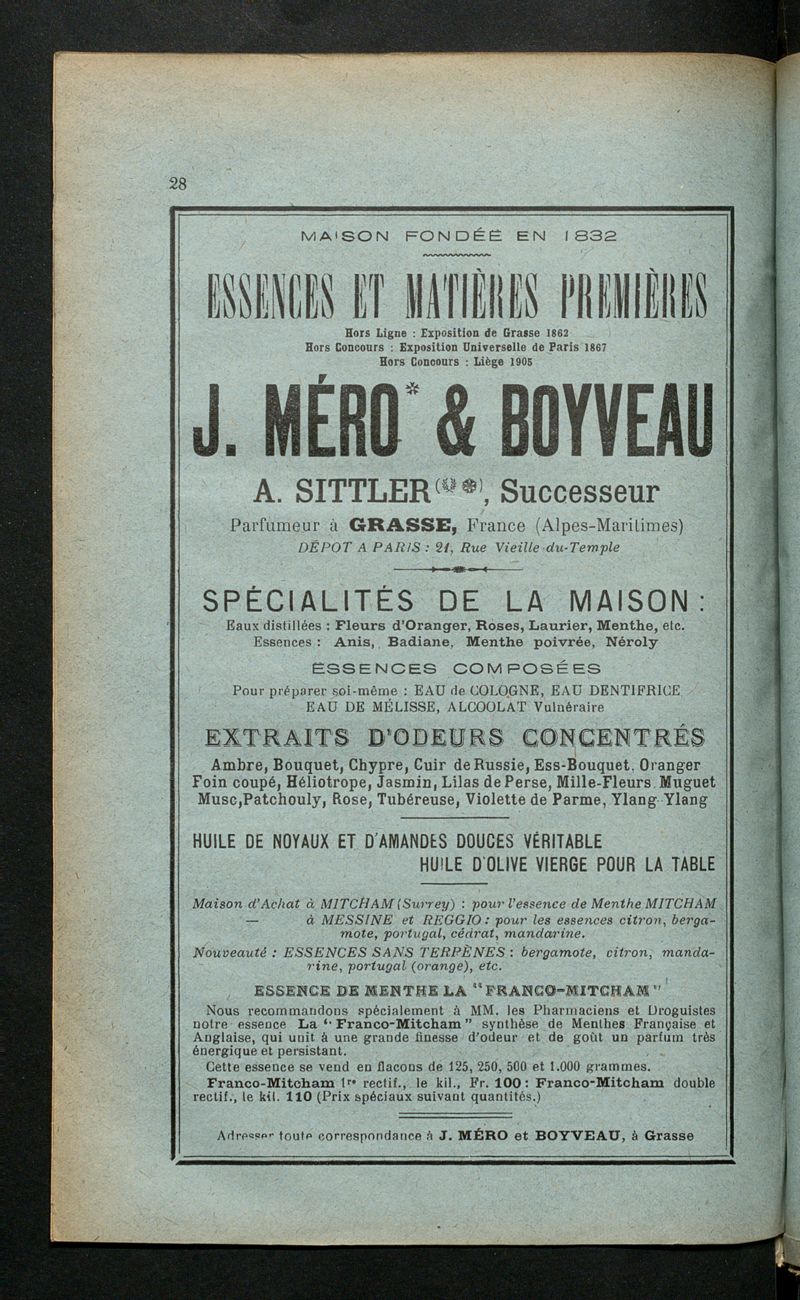 28
MAISON FONDÉE EN 1832
ESSENCES ET MATIÈRES PREMIÈRES
Hors Ligne : Exposition de Grasse 1862
Hors Concours : Exposition Universelle de Paris 1867
Hors Concours : Liège 1905
J. MÉRO* & BOYVEAU
A. SITTLER, Successeur
Parfumeur à GRASSE, France (Alpes-Maritimes)
DÉPOT A PARIS : 21, Rue Vieille-du-Temple
SPÉCIALITÉS DE LA MAISON :
Eaux distillées : Fleurs d'Oranger, Roses, Laurier, Menthe, etc.
Essences : Anis, Badiane, Menthe poivrée, Néroly
ESSENCES COMPOSÉES
Pour préparer soi-même : EAU de COLOGNE, EAU DENTIFRICE
EAU DE MÉLISSE, ALCOOLAT Vulnéraire
EXTRAITS D'ODEURS CONCENTRÉS
Ambre, Bouquet, Chypre, Cuir de Russie, Ess-Bouquet, Oranger
Foin coupé, Héliotrope, Jasmin, Lilas de Perse, Mille-Fleurs Muguet
Musc, Patchouly, Rose, Tubéreuse, Violette de Parme, Ylang-Ylang
HUILE DE NOYAUX ET D'AMANDES DOUCES VÉRITABLE
HUILE D'OLIVE VIERGE POUR LA TABLE
Maison d'Achat à MITCHAM (Surrey) : pour l'essence de Menthe MITCHAM
— à MESSINE et REGGIO : pour les essences citron, berga-
mote, portugal, cédrat, mandarine.
Nouveauté : ESSENCES SANS TERPÈNES : bergamote, citron, manda-
rine, portugal (orange), etc.
ESSENCE DE MENTHE LA "FRANCO-MITCHAM"
Nous recommandons spécialement à MM. les Pharmaciens et Droguistes
notre essence La "Franco-Mitcham" synthèse de Menthes Française et
Anglaise, qui unit à une grande finesse d'odeur et de goût un parfum très
énergique et persistant.
Cette essence se vend en flacons de 125, 250, 500 et 1.000 grammes.
Franco-Mitcham 1re rectif., le kil., Fr. 100 : Franco-Mitcham double
rectif., le kil. 110 (Prix spéciaux suivant quantités.)
Adresser toute correspondance à J. MÉRO et BOYVEAU, à Grasse